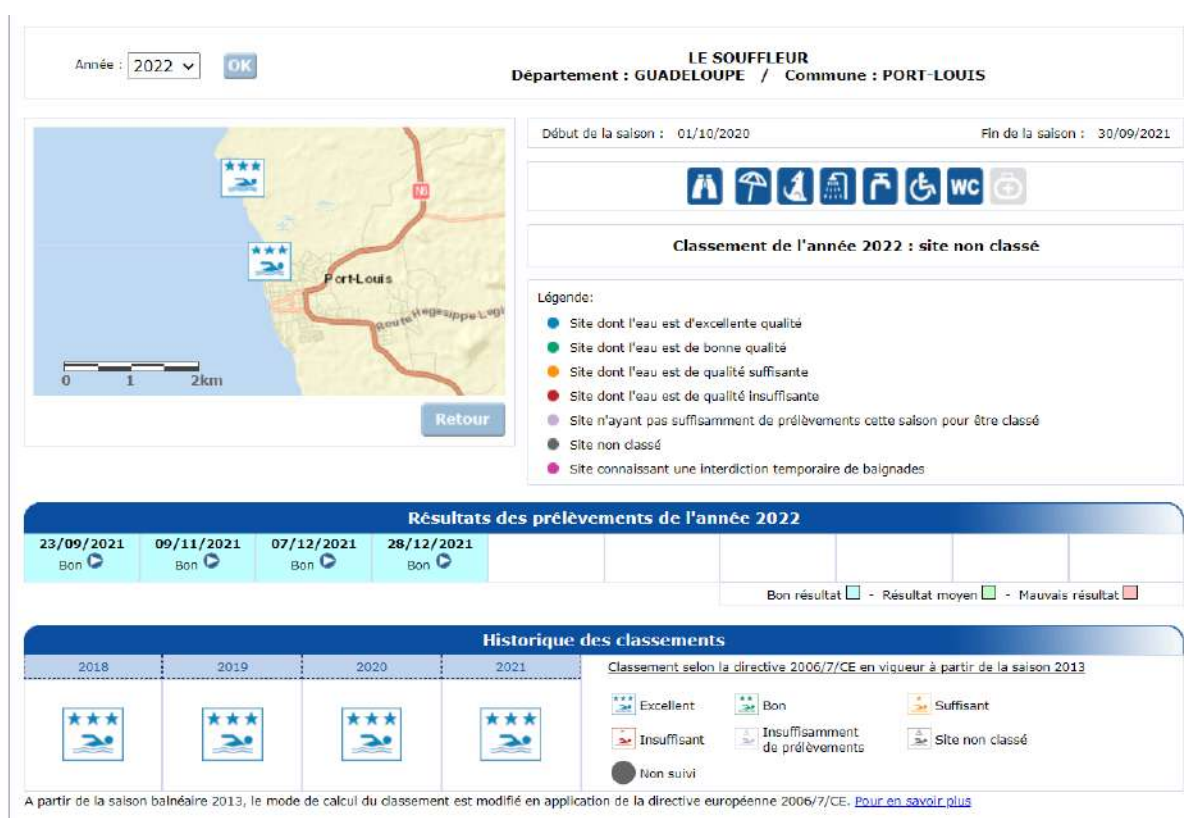 Année : 2022 OK
LE SOUFFLEUR
Département : GUADELOUPE / Commune : PORT-LOUIS
N6
Port-Louis
Route Hegesippe Legi
0 1 2km
Retour
Début de la saison : 01/10/2020 Fin de la saison : 30/09/2021
WC
Classement de l'année 2022 : site non classé
Légende:
Site dont l'eau est d'excellente qualité
Site dont l'eau est de bonne qualité
Site dont l'eau est de qualité suffisante
Site dont l'eau est de qualité insuffisante
Site n'ayant pas suffisamment de prélèvements cette saison pour être classé
Site non classé
Site connaissant une interdiction temporaire de baignades
Résultats des prélèvements de l'année 2022
23/09/2021 09/11/2021 07/12/2021 28/12/2021
Bon Bon Bon Bon
Bon résultat - Résultat moyen - Mauvais résultat
Historique des classements
2018 2019 2020 2021
Classement selon la directive 2006/7/CE en vigueur à partir de la saison 2013
Excellent Bon Suffisant
Insuffisant Insuffisamment de prélèvements Site non classé
Non suivi
A partir de la saison balnéaire 2013, le mode de calcul du classement est modifié en application de la directive européenne 2006/7/CE. Pour en savoir plus